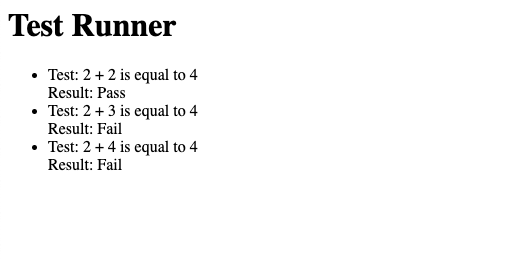 Test Runner
Test: 2 + 2 is equal to 4
Result: Pass
Test: 2 + 3 is equal to 4
Result: Fail
Test: 2 + 4 is equal to 4
Result: Fail